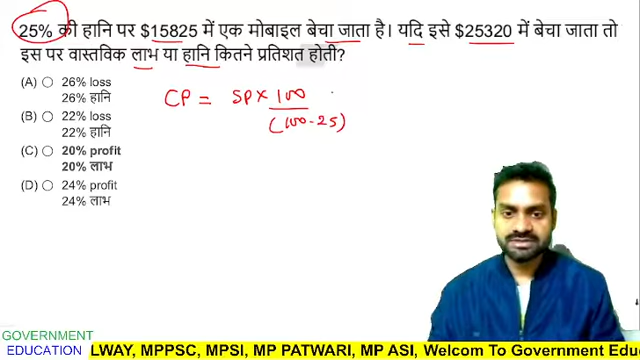 25% की हानि पर $15825 में एक मोबाइल बेचा जाता है। यदि इसे $25320 में बेचा जाता तो
इस पर वास्तविक लाभ या हानि कितने प्रतिशत होती?
(A) 26% loss
26% हानि
(B) 22% loss
22% हानि
(C) 20% profit
20% लाभ
(D) 24% profit
24% लाभ
CP = SP × 100
(100-25)
GOVERNMENT
EDUCATION
LWAY, MPPSC, MPSI, MP PATWARI, MP ASI, Welcom To Government Edu